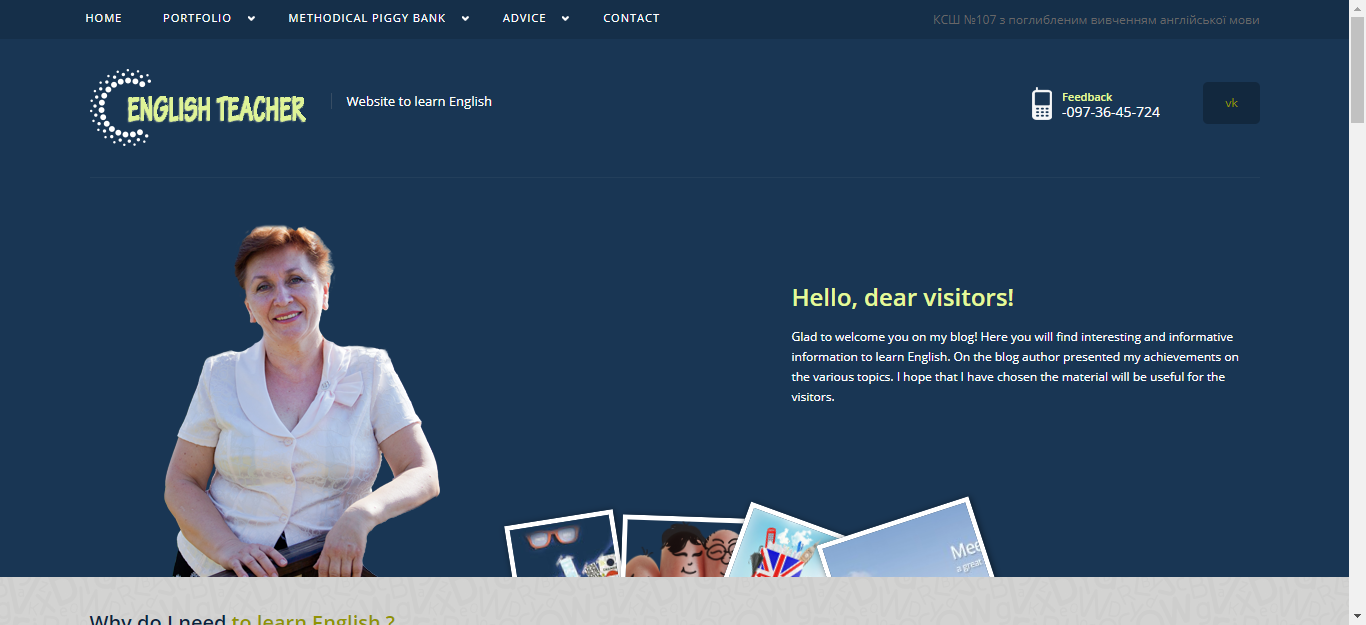 HOME PORTFOLIO METHODICAL PIGGY BANK ADVICE CONTACT КСШ №107 з поглибленим вивченням англійської мови
ENGLISH TEACHER
Website to learn English
Feedback
-097-36-45-724
vk
Hello, dear visitors!
Glad to welcome you on my blog! Here you will find interesting and informative
information to learn English. On the blog author presented my achievements on
the various topics. I hope that I have chosen the material will be useful for the
visitors.
Mee
a great
Why do I need to learn English ?